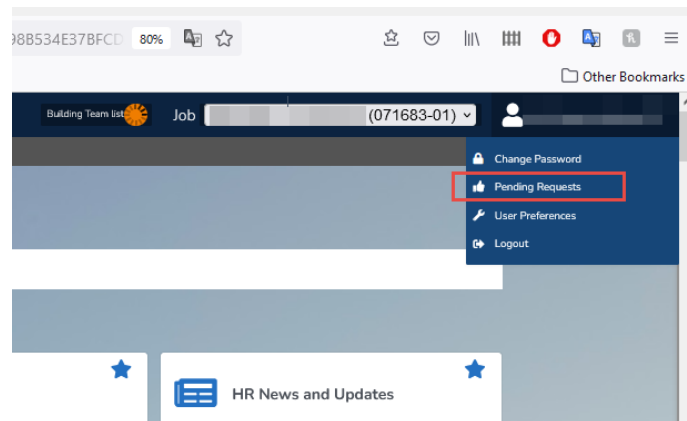 98B534E37BFCD 80%
Other Bookmarks
Building Team list Job (071683-01)
Change Password
Pending Requests
User Preferences
Logout
HR News and Updates